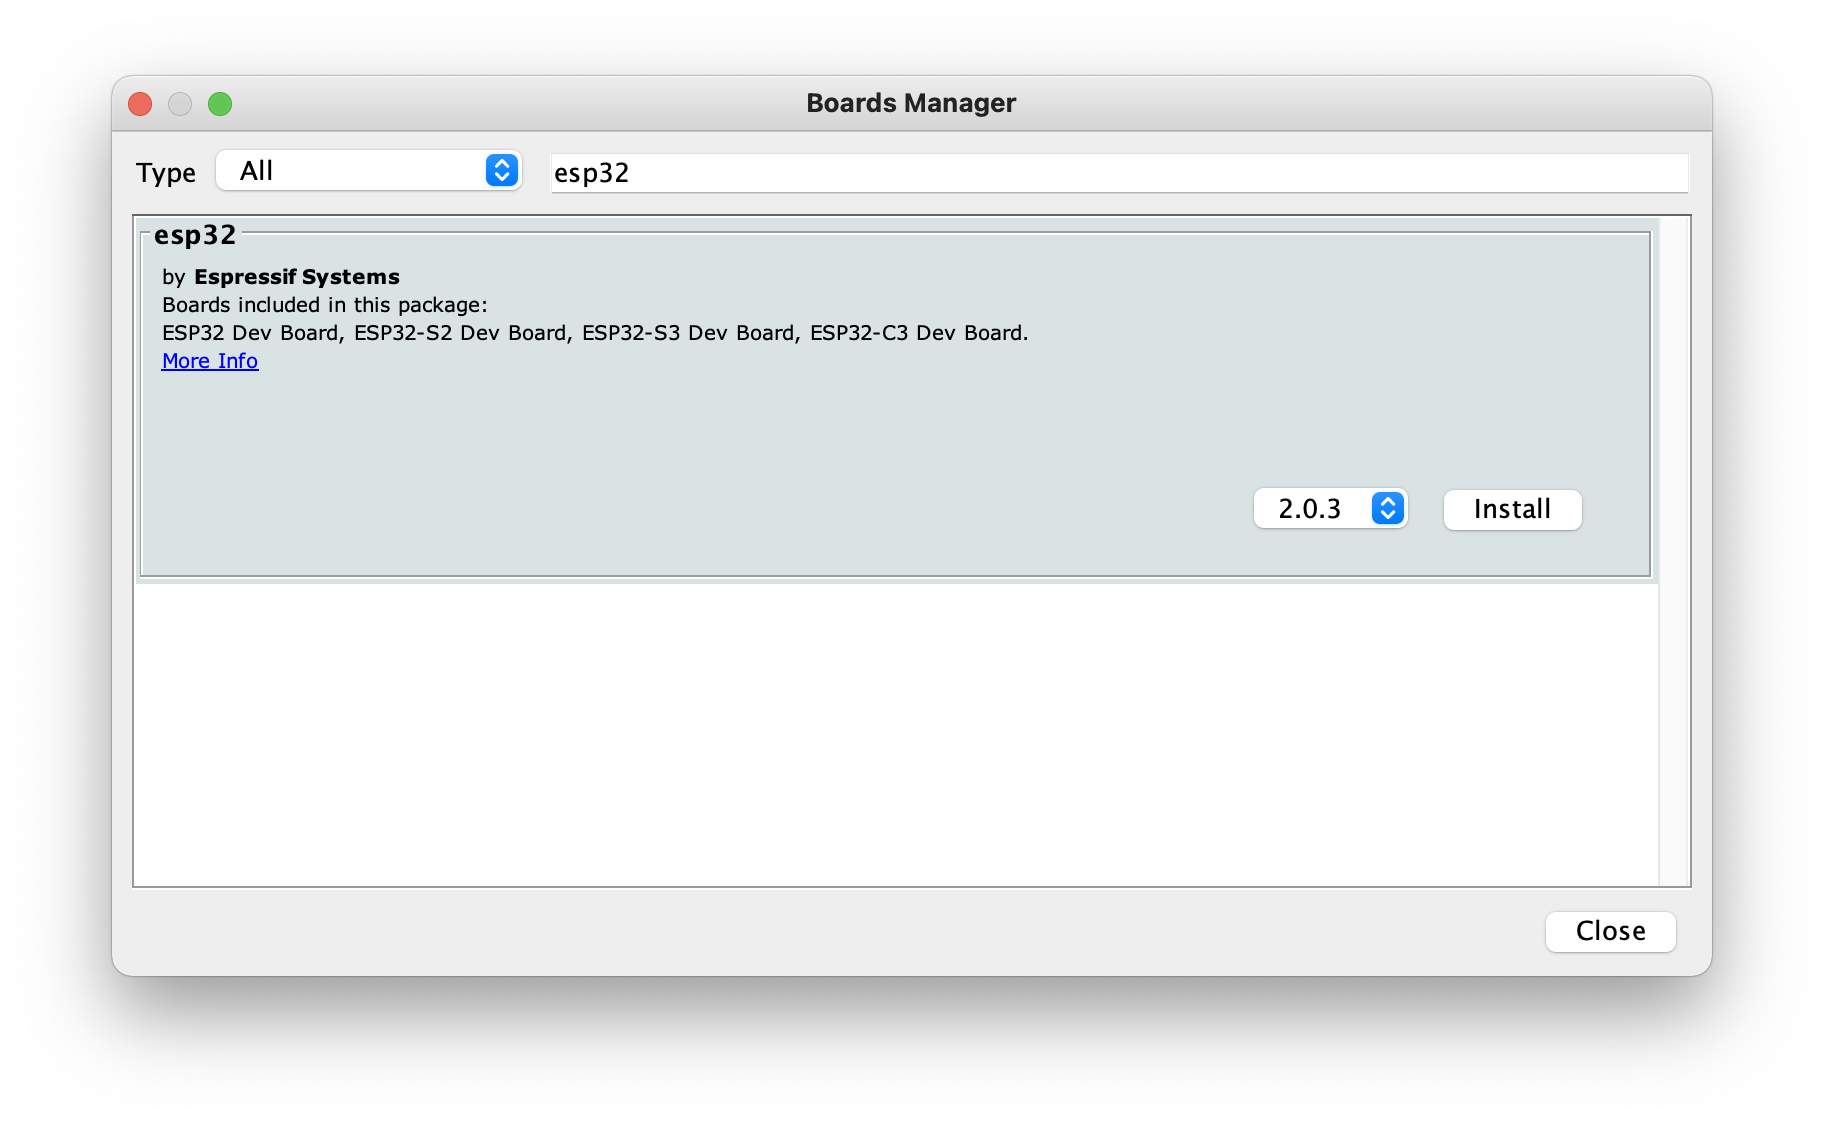 Boards Manager
Type All esp32
esp32
by Espressif Systems
Boards included in this package:
ESP32 Dev Board, ESP32-S2 Dev Board, ESP32-S3 Dev Board, ESP32-C3 Dev Board.
More Info
2.0.3 Install
Close